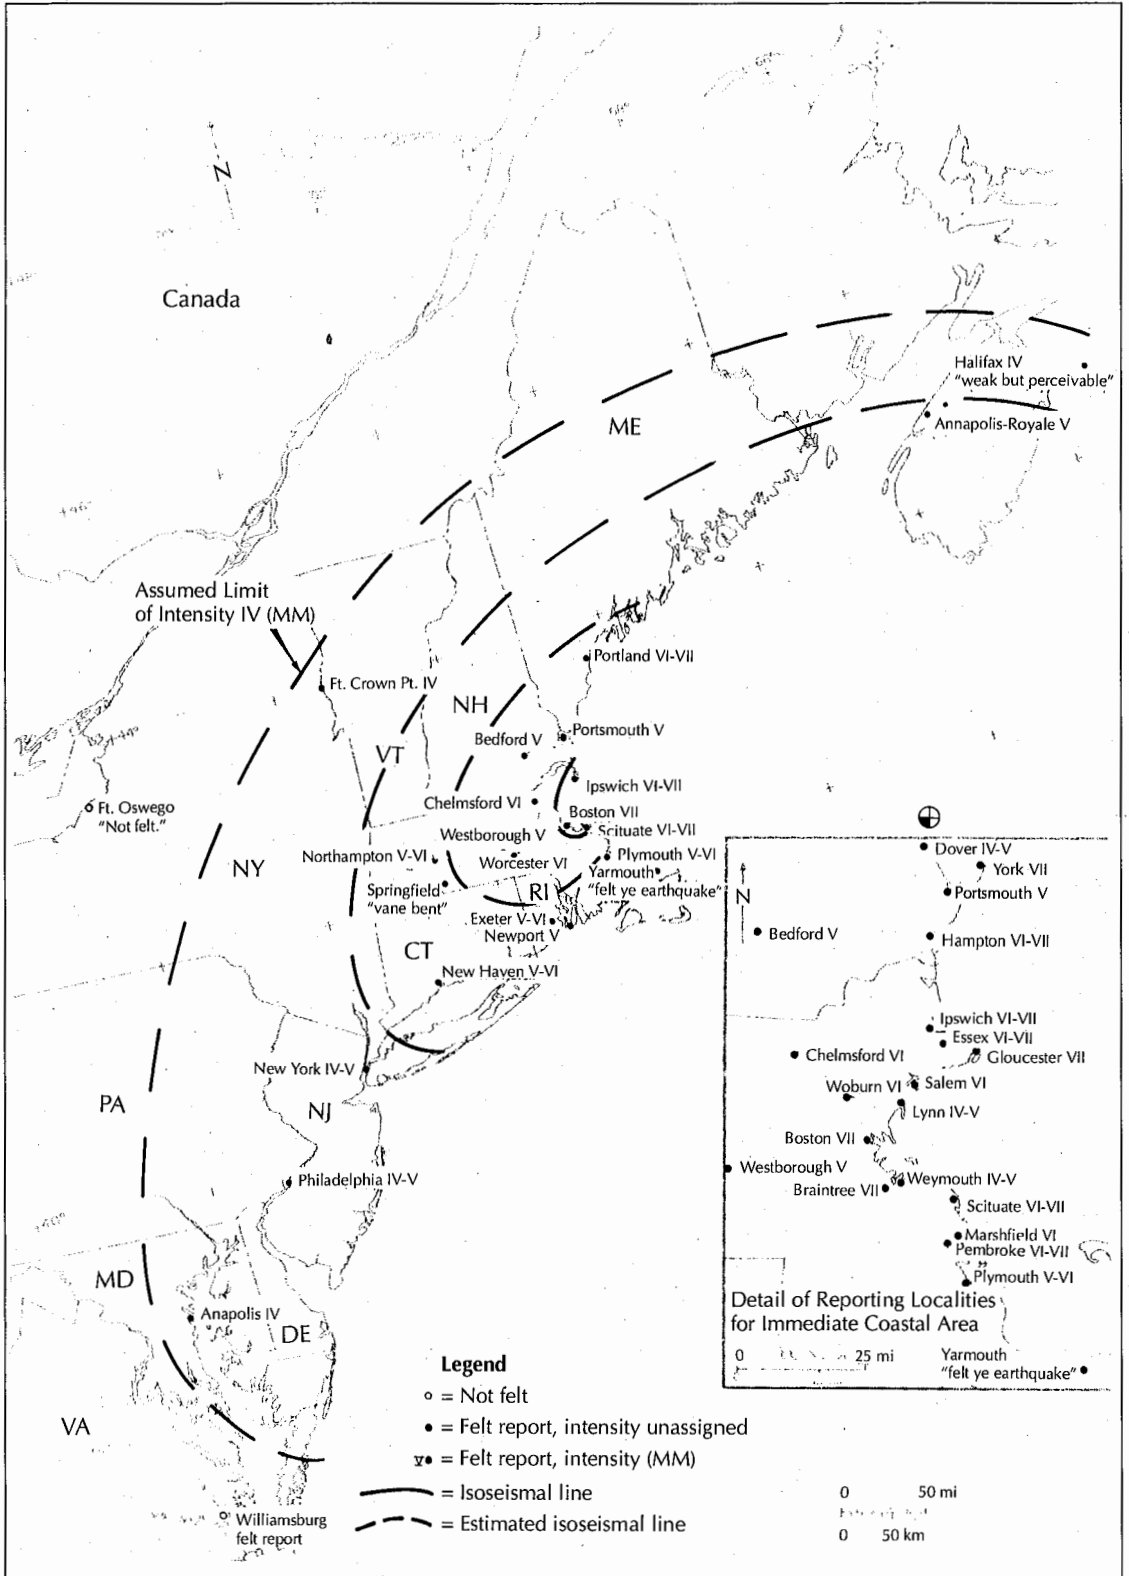 N
Canada
Halifax IV
"weak but perceivable"
Annapolis-Royale V
ME
+46°
Assumed Limit
of Intensity IV (MM)
Portland VI-VII
Ft. Crown Pt. IV
NH
Portsmouth V
Bedford V
VT
+44°
Ipswich VI-VII
Chelmsford VI
Ft. Oswego
"Not felt."
Boston VII
Scituate VI-VII
Westborough V
NY
Northampton V-VI
Worcester VI
Plymouth V-VI
Yarmouth
"felt ye earthquake"
Springfield
"vane bent"
RI
Exeter V-VI
Newport V
CT
New Haven V-VI
New York IV-V
PA
NJ
Philadelphia IV-V
+40°
MD
Anapolis IV
DE
VA
Williamsburg
felt report
Dover IV-V
York VII
N
Portsmouth V
Bedford V
Hampton VI-VII
Ipswich VI-VII
Essex VI-VII
Chelmsford VI
Gloucester VII
Woburn VI
Salem VI
Lynn IV-V
Boston VII
Westborough V
Weymouth IV-V
Braintree VII
Scituate VI-VII
Marshfield VI
Pembroke VI-VII
Plymouth V-VI
Detail of Reporting Localities
for Immediate Coastal Area
0 25 mi
Yarmouth
"felt ye earthquake"
Legend
= Not felt
= Felt report, intensity unassigned
V = Felt report, intensity (MM)
= Isoseismal line
= Estimated isoseismal line
0 50 mi
0 50 km